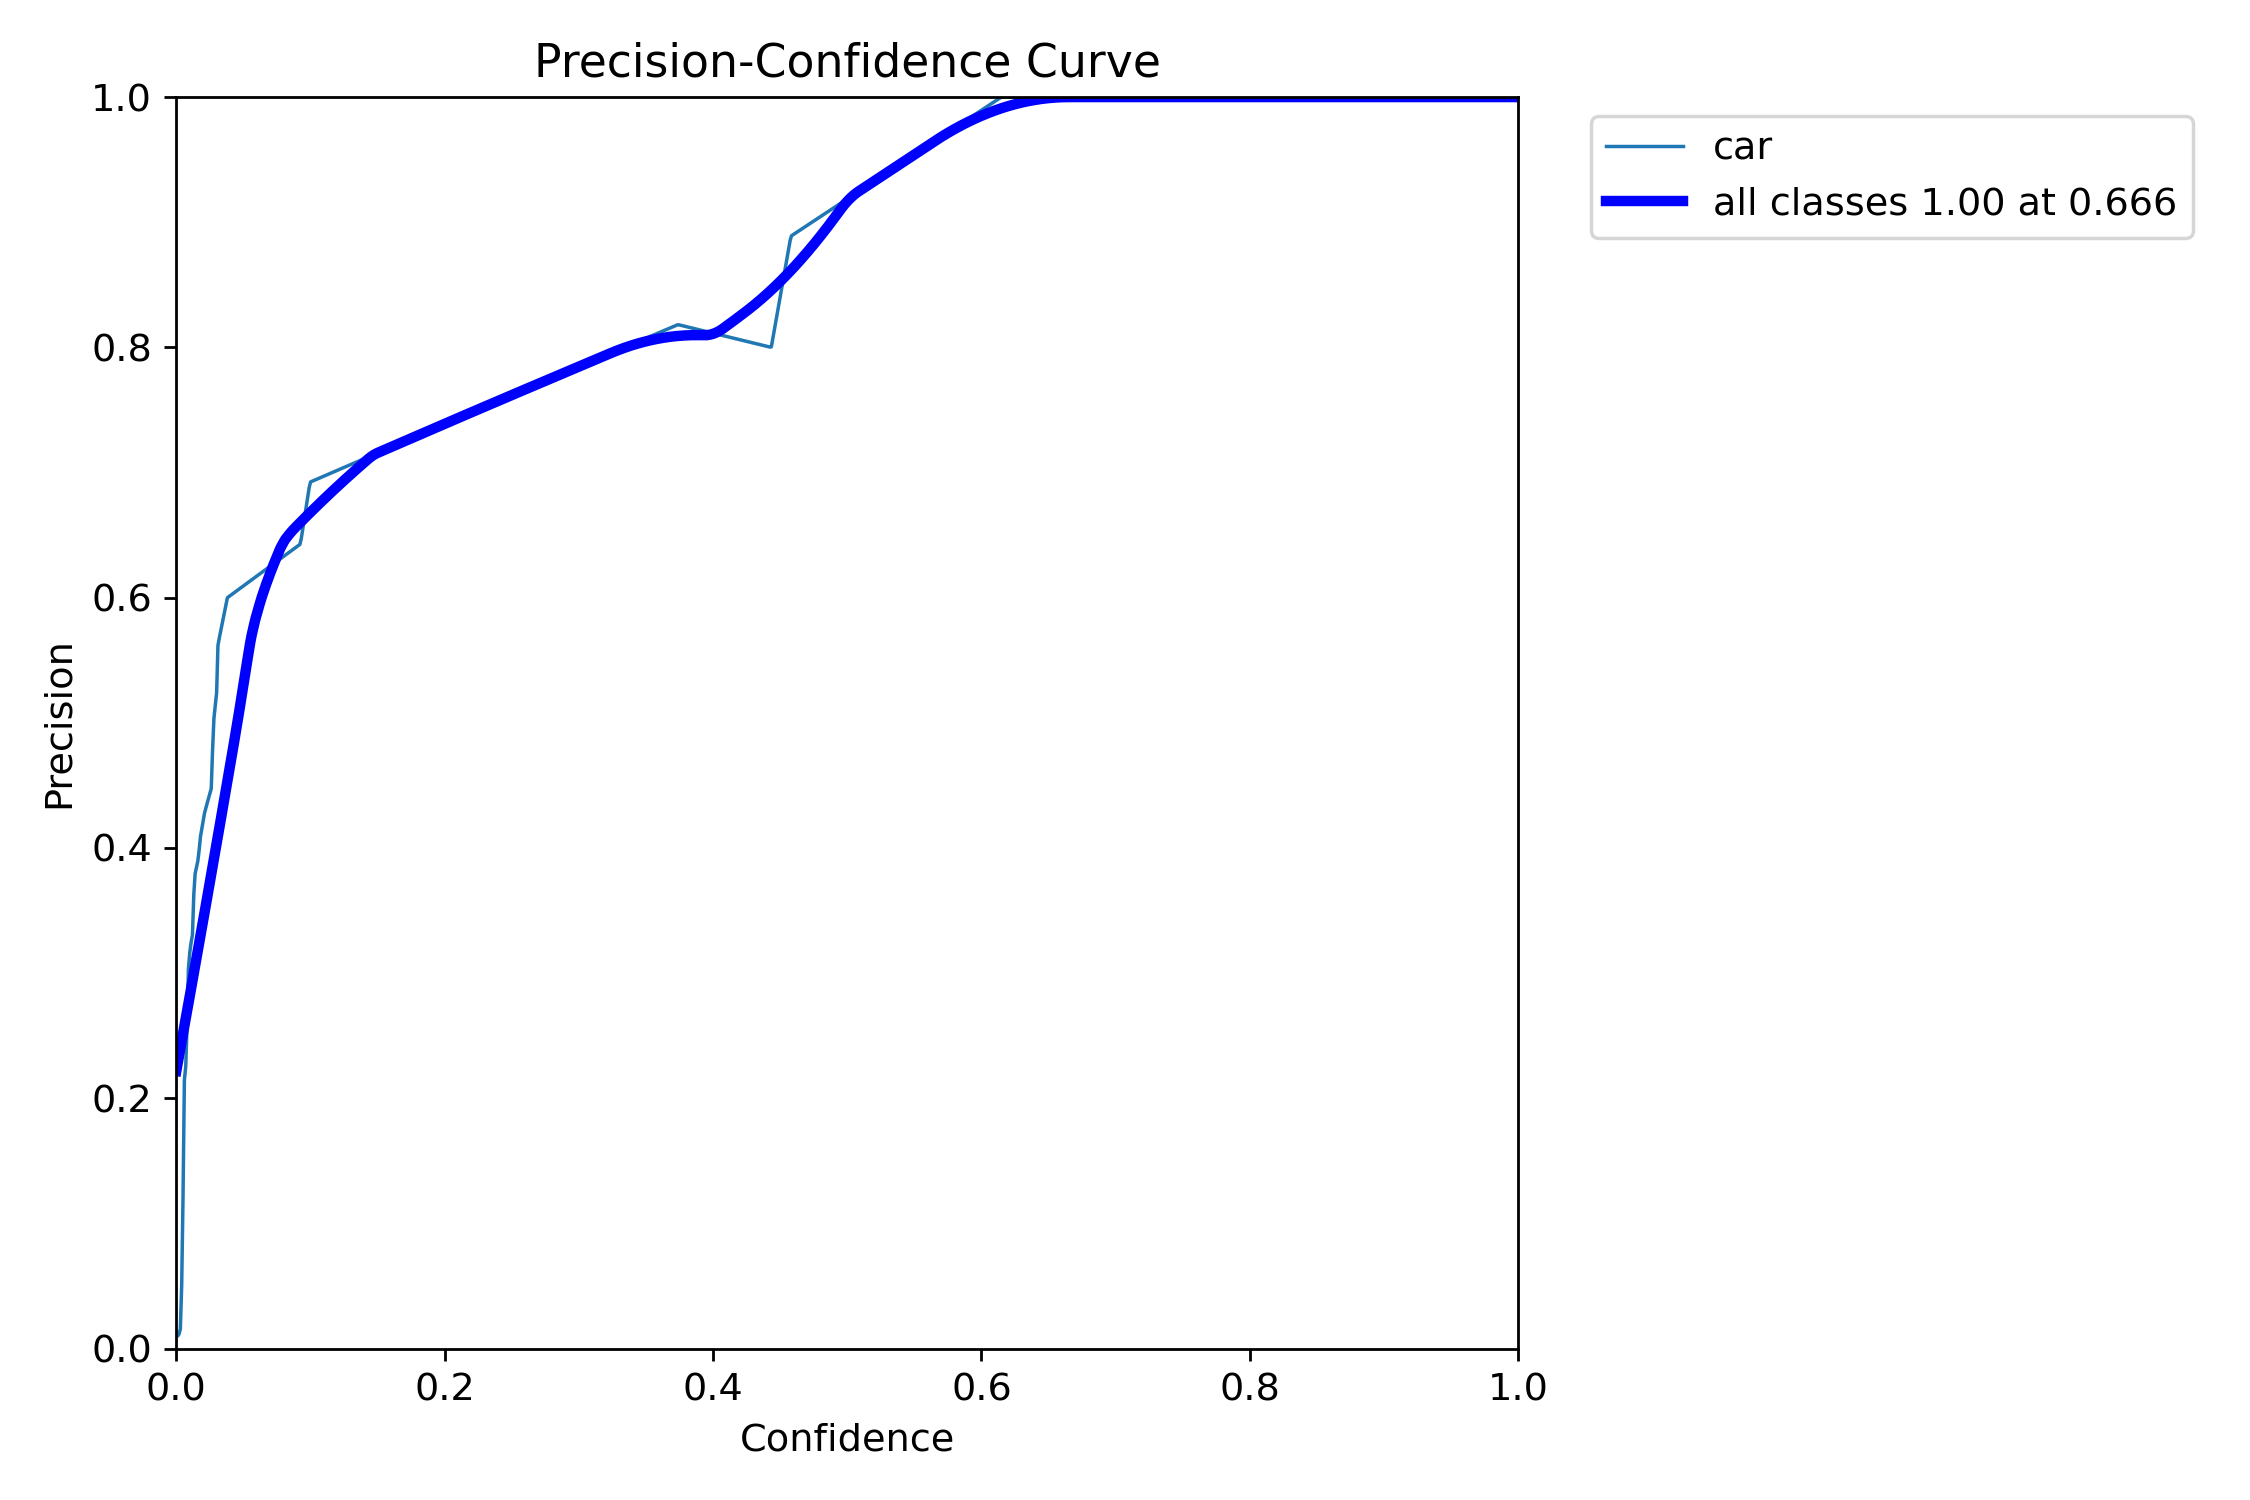 Precision-Confidence Curve
1.0
0.8
0.6
0.4
0.2
0.0
Precision
0.0 0.2 0.4 0.6 0.8 1.0
Confidence
car
all classes 1.00 at 0.666